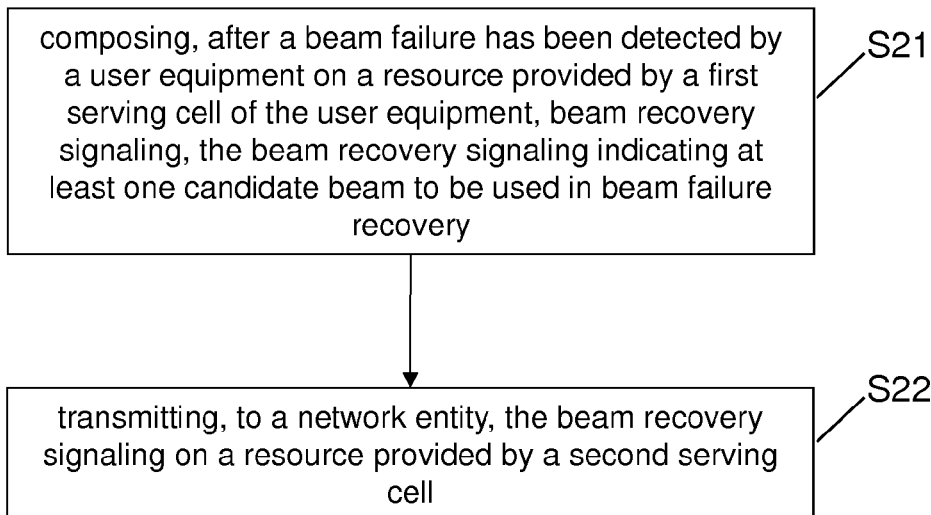 composing, after a beam failure has been detected by
a user equipment on a resource provided by a first
serving cell of the user equipment, beam recovery
signaling, the beam recovery signaling indicating at
least one candidate beam to be used in beam failure
recovery
S21
transmitting, to a network entity, the beam recovery
signaling on a resource provided by a second serving
cell
S22